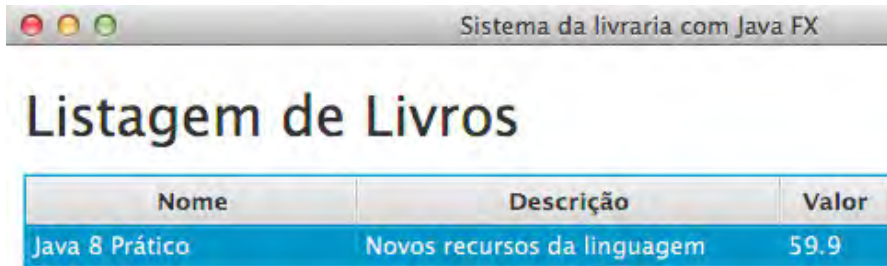 Sistema da livraria com Java FX
Listagem de Livros
Nome Descrição Valor
Java 8 Prático Novos recursos da linguagem 59.9